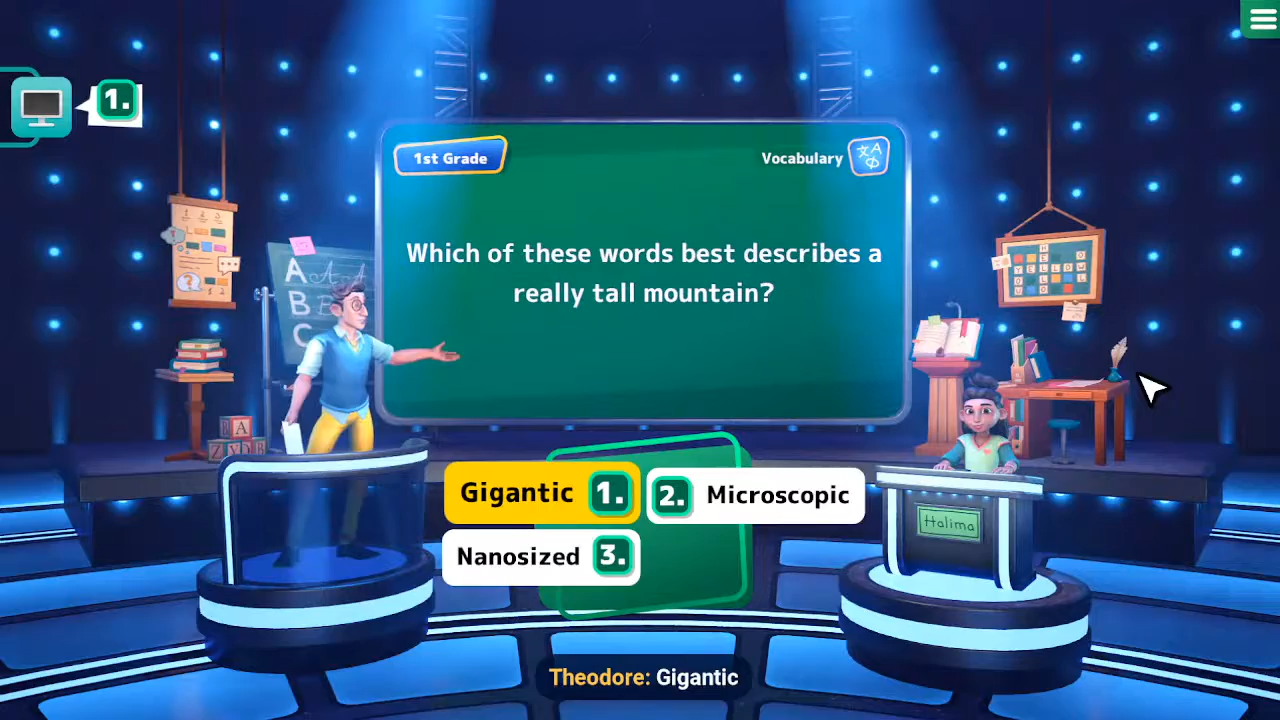 1.
1st Grade
Vocabulary
Which of these words best describes a
really tall mountain?
A
B
C
Gigantic 1.
2. Microscopic
Nanosized 3.
Halima
Theodore: Gigantic